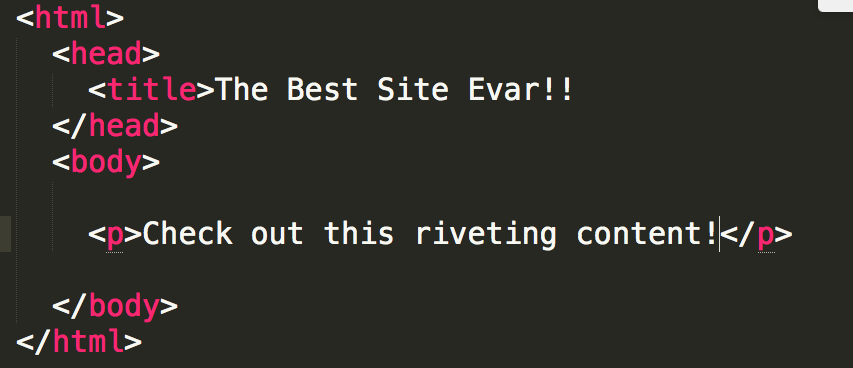 <html>
<head>
<title>The Best Site Evar!!
</head>
<body>
<p>Check out this riveting content!</p>
</body>
</html>